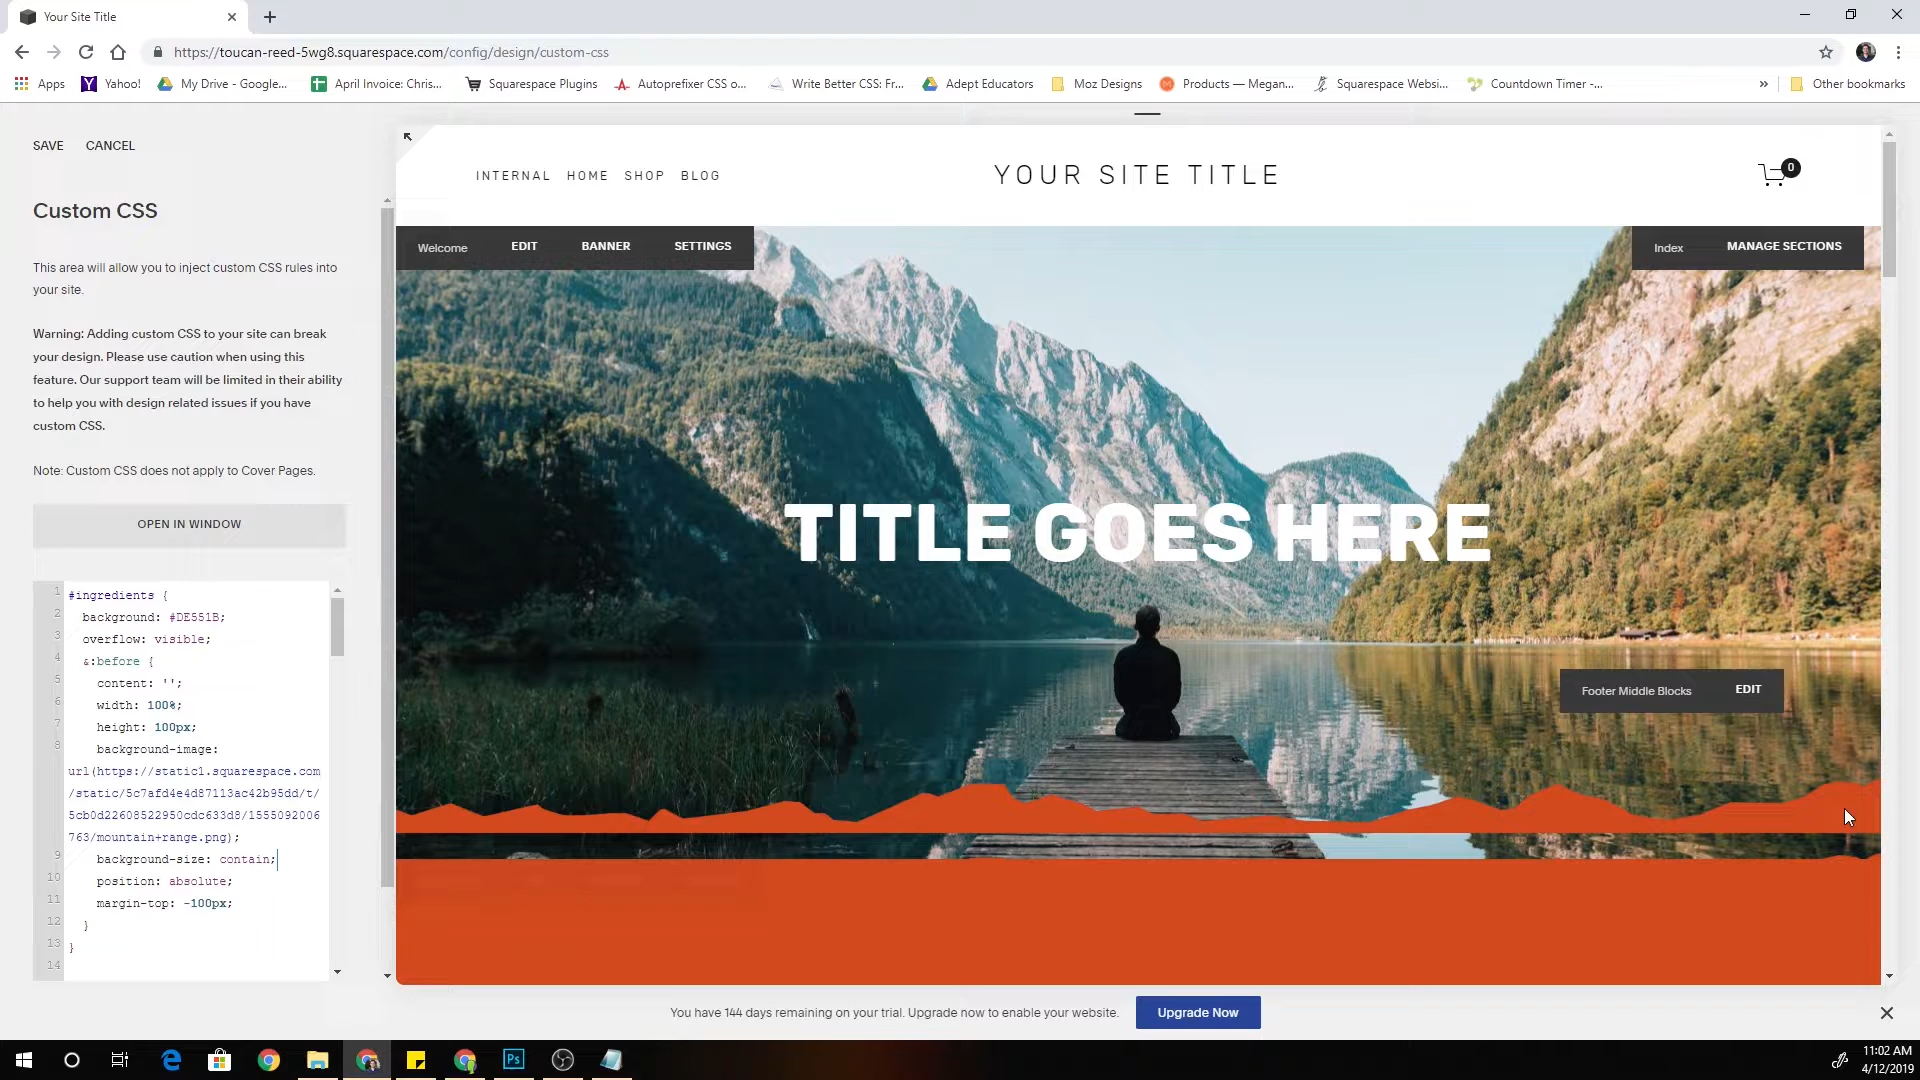 Your Site Title
https://toucan-reed-5wg8.squarespace.com/config/design/custom-css
Apps
Yahoo!
My Drive - Google...
April Invoice: Chris...
Squarespace Plugins
Autoprefixer CSS o...
Write Better CSS: Fr...
Adept Educators
Moz Designs
Products — Megan...
Squarespace Websi...
Countdown Timer -...
»
Other bookmarks
SAVE CANCEL
Custom CSS
This area will allow you to inject custom CSS rules into
your site.
Warning: Adding custom CSS to your site can break
your design. Please use caution when using this
feature. Our support team will be limited in their ability
to help you with design related issues if you have
custom CSS.
Note: Custom CSS does not apply to Cover Pages.
OPEN IN WINDOW
1 #ingredients {
2 background: #DE551B;
3 overflow: visible;
4 &:before {
5 content: '';
6 width: 100%;
7 height: 100px;
8 background-image:
url(https://static1.squarespace.com
/static/5c7afd4e4d87113ac42b95dd/t/
5cb0d22608522950cdc633d8/1555092006
763/mountain+range.png);
9 background-size: contain;
10 position: absolute;
11 margin-top: -100px;
12 }
13 }
14
INTERNAL HOME SHOP BLOG
YOUR SITE TITLE
0
Welcome EDIT BANNER SETTINGS
Index MANAGE SECTIONS
TITLE GOES HERE
Footer Middle Blocks EDIT
You have 144 days remaining on your trial. Upgrade now to enable your website.
Upgrade Now
Ps
11:02 AM
4/12/2019